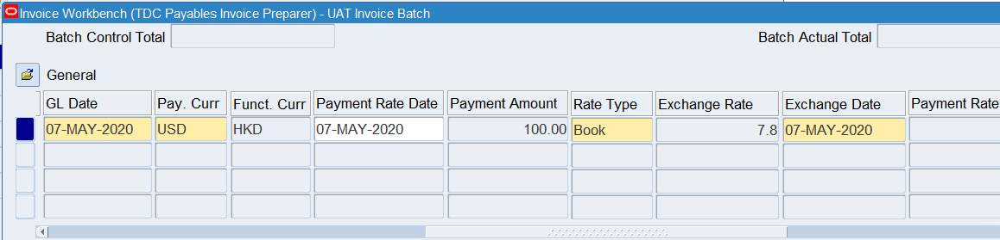 Invoice Workbench (TDC Payables Invoice Preparer) - UAT Invoice Batch
Batch Control Total Batch Actual Total
General
GL Date Pay. Curr Funct. Curr Payment Rate Date Payment Amount Rate Type Exchange Rate Exchange Date Payment Rate
07-MAY-2020 USD HKD 07-MAY-2020 100.00 Book 7.8 07-MAY-2020